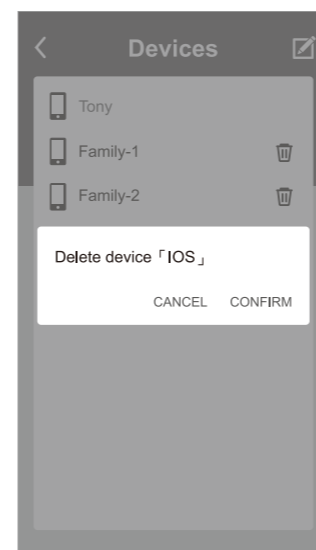 Devices
Tony
Family-1
Family-2
Delete device「IOS」
CANCEL CONFIRM